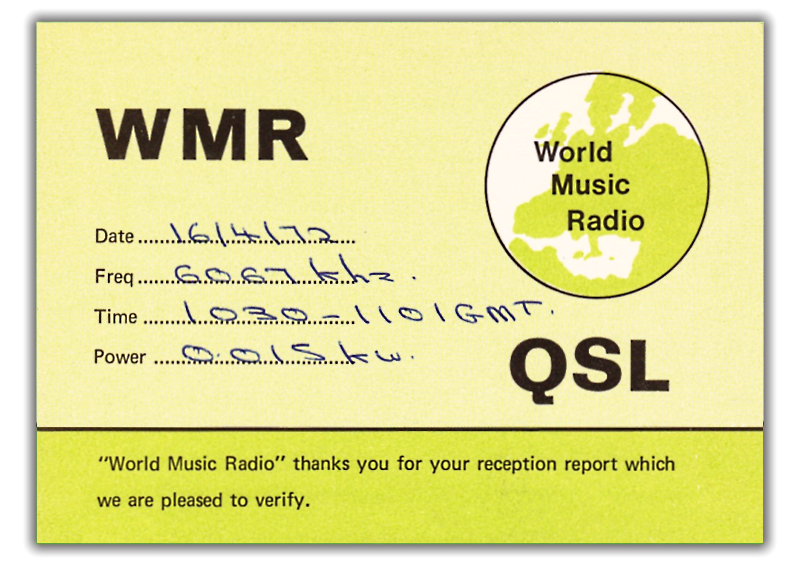 WMR
World
Music
Radio
Date 16/4/72
Freq 6067 khz.
Time 1030-1101 GMT.
Power 0.015 kw.
QSL
"World Music Radio" thanks you for your reception report which
we are pleased to verify.